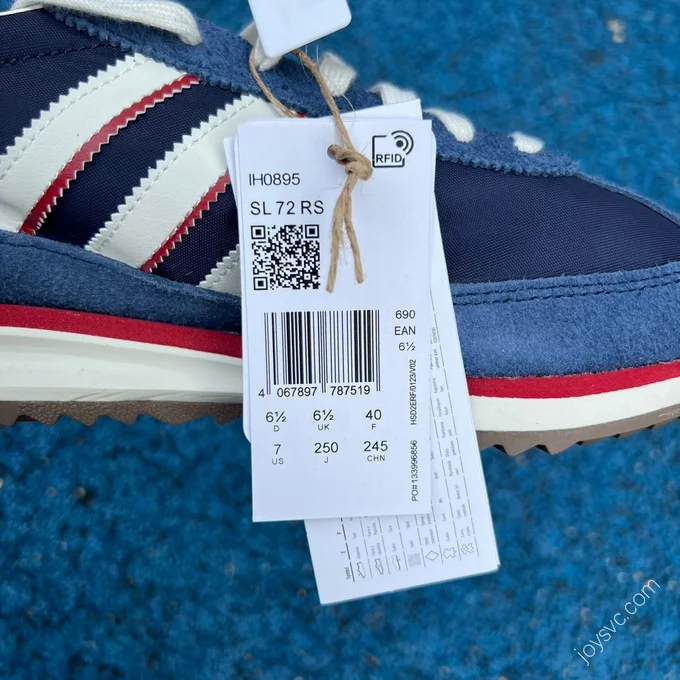 RFID
IH0895
SL 72 RS
690
EAN
6½
4 067897 787519
6½ 6½ 40
D UK F
7 250 245
US J CHN
HSD2ERF/0123/V02
PO#133996856
joysvc.com